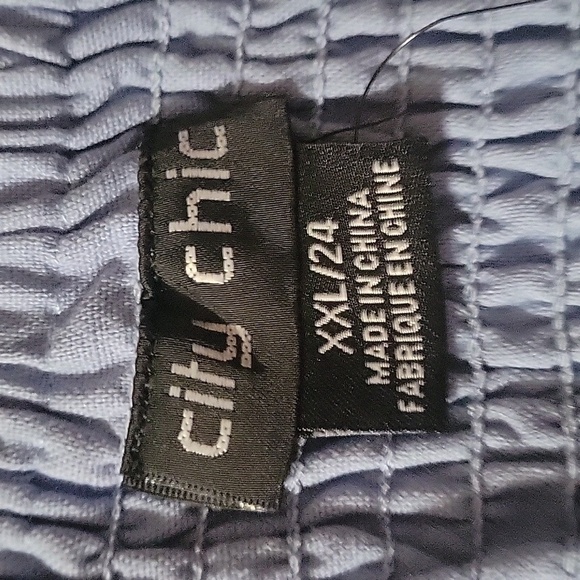 city chic
XXL/24
MADE IN CHINA
FABRIQUE EN CHINE